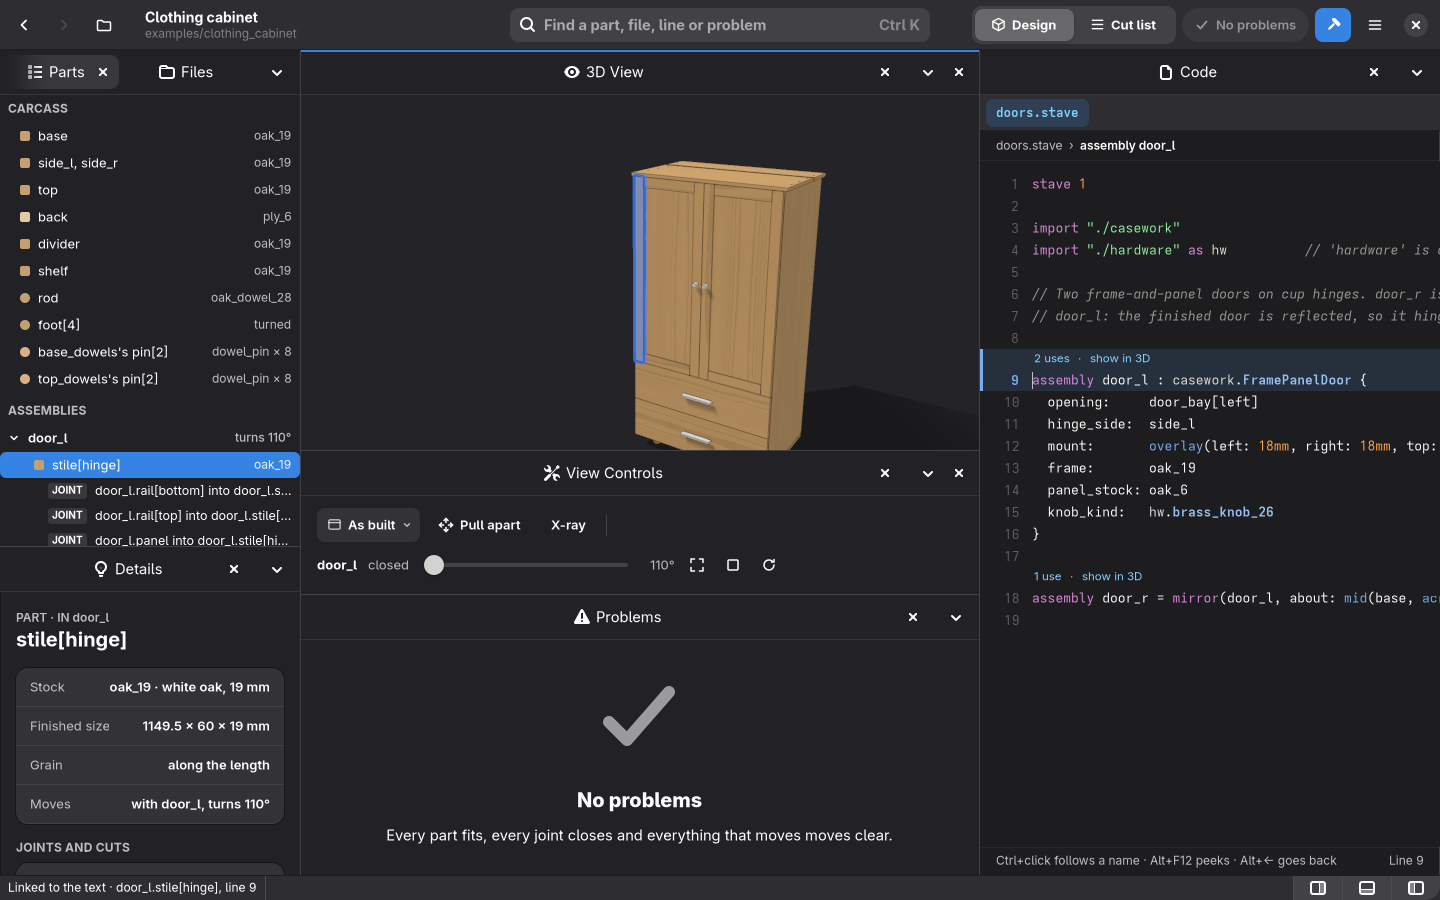 Clothing cabinet
examples/clothing_cabinet
Find a part, file, line or problem Ctrl K
Design
Cut list
No problems
Parts
Files
CARCASS
base oak_19
side_l, side_r oak_19
top oak_19
back ply_6
divider oak_19
shelf oak_19
rod oak_dowel_28
foot[4] turned
base_dowels's pin[2] dowel_pin × 8
top_dowels's pin[2] dowel_pin × 8
ASSEMBLIES
door_l turns 110°
stile[hinge] oak_19
JOINT door_l.rail[bottom] into door_l.s...
JOINT door_l.rail[top] into door_l.stile[...
JOINT door_l.panel into door_l.stile[hi...
Details
PART · IN door_l
stile[hinge]
Stock oak_19 · white oak, 19 mm
Finished size 1149.5 × 60 × 19 mm
Grain along the length
Moves with door_l, turns 110°
JOINTS AND CUTS
3D View
View Controls
As built
Pull apart
X-ray
door_l closed 110°
Problems
No problems
Every part fits, every joint closes and everything that moves moves clear.
Code
doors.stave
doors.stave › assembly door_l
1 stave 1
2
3 import "./casework"
4 import "./hardware" as hw // 'hardware' is
5
6 // Two frame-and-panel doors on cup hinges. door_r is
7 // door_l: the finished door is reflected, so it hing
8
2 uses · show in 3D
9 assembly door_l : casework.FramePanelDoor {
10 opening: door_bay[left]
11 hinge_side: side_l
12 mount: overlay(left: 18mm, right: 18mm, top:
13 frame: oak_19
14 panel_stock: oak_6
15 knob_kind: hw.brass_knob_26
16 }
17
1 use · show in 3D
18 assembly door_r = mirror(door_l, about: mid(base, acr
19
Ctrl+click follows a name · Alt+F12 peeks · Alt+← goes back Line 9
Linked to the text · door_l.stile[hinge], line 9